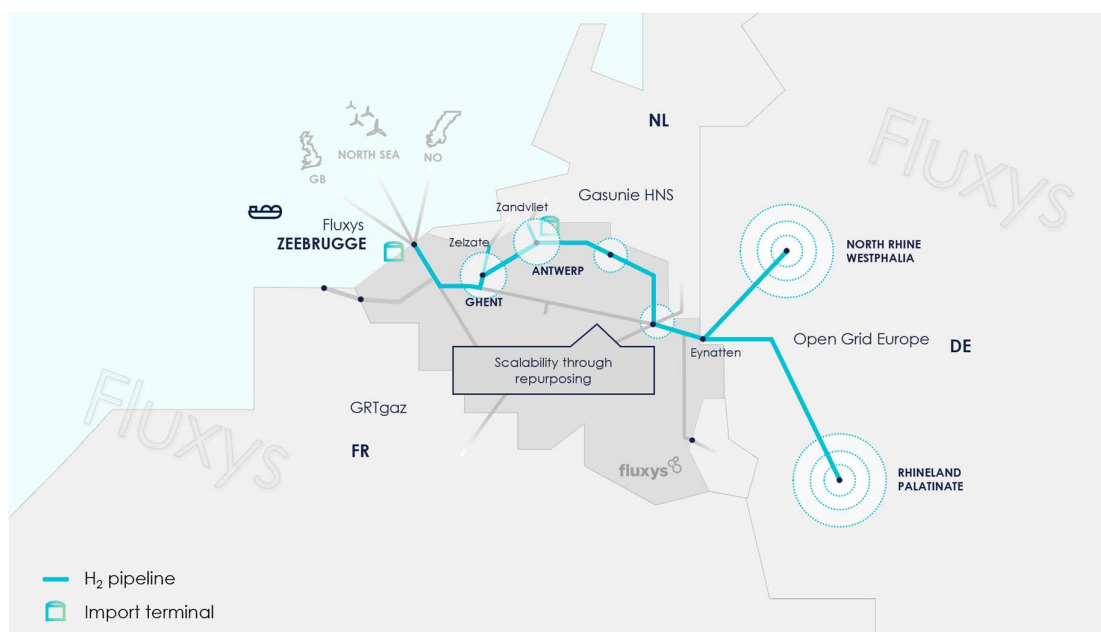 NL
NORTH SEA
NO
GB
Fluxys
Gasunie HNS
Zandvliet
Fluxys
ZEEBRUGGE
Zelzate
ANTWERP
NORTH RHINE
WESTPHALIA
GHENT
Open Grid Europe
DE
Eynatten
Scalability through
repurposing
Fluxys
GRTgaz
FR
fluxys
RHINELAND
PALATINATE
H₂ pipeline
Import terminal